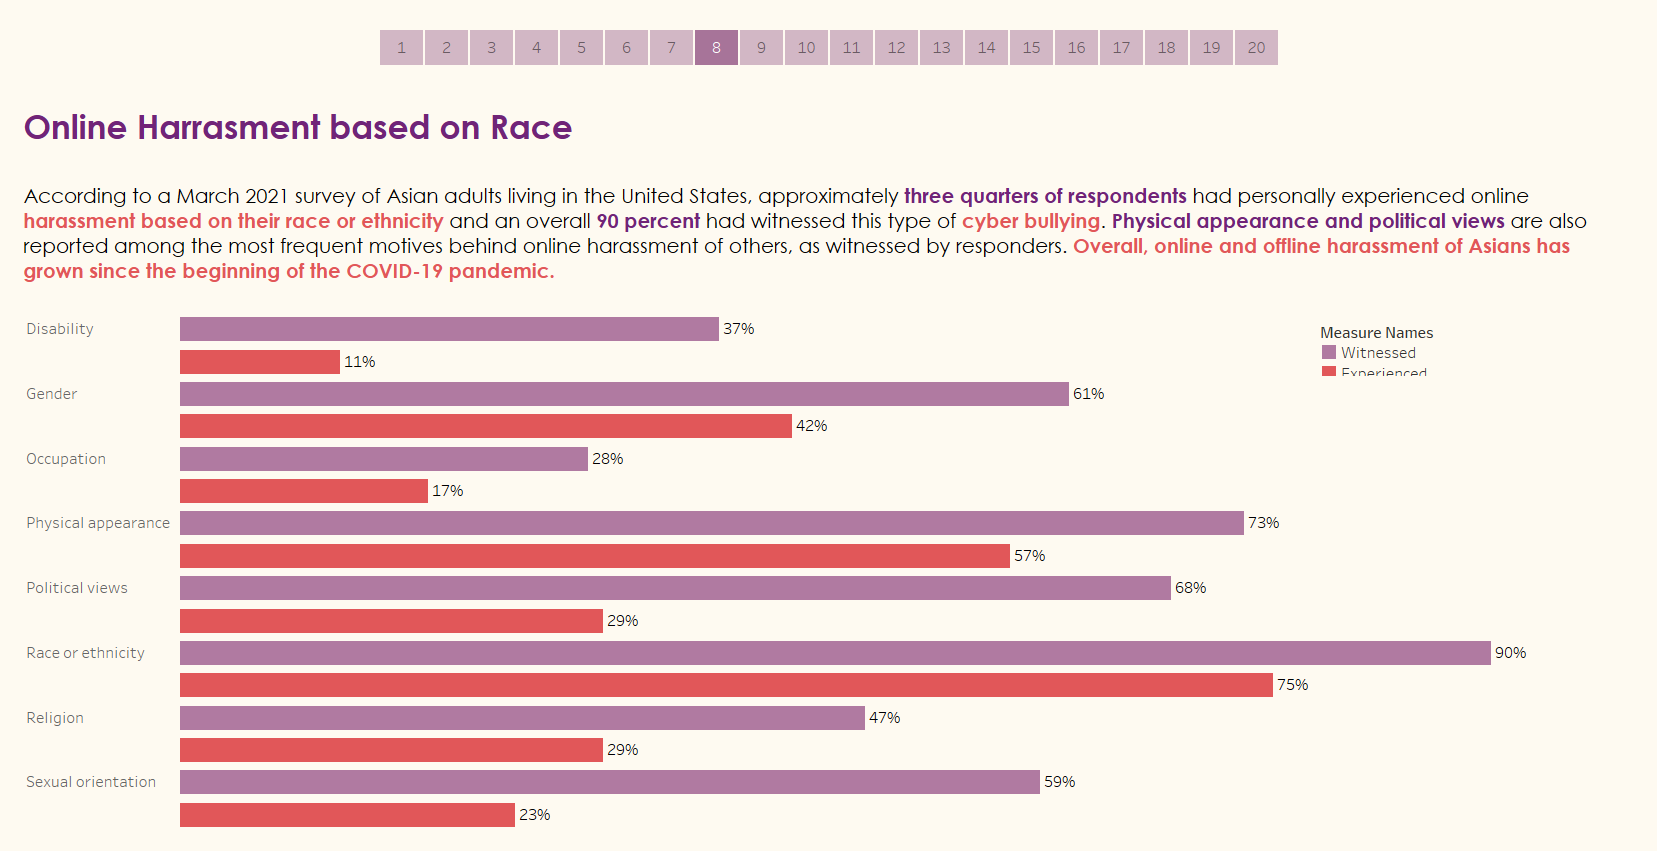 1 2 3 4 5 6 7 8 9 10 11 12 13 14 15 16 17 18 19 20
Online Harrasment based on Race
According to a March 2021 survey of Asian adults living in the United States, approximately three quarters of respondents had personally experienced online
harassment based on their race or ethnicity and an overall 90 percent had witnessed this type of cyber bullying. Physical appearance and political views are also
reported among the most frequent motives behind online harassment of others, as witnessed by responders. Overall, online and offline harassment of Asians has
grown since the beginning of the COVID-19 pandemic.
Measure Names
Witnessed
Experienced
Disability 37%
11%
Gender 61%
42%
Occupation 28%
17%
Physical appearance 73%
57%
Political views 68%
29%
Race or ethnicity 90%
75%
Religion 47%
29%
Sexual orientation 59%
23%